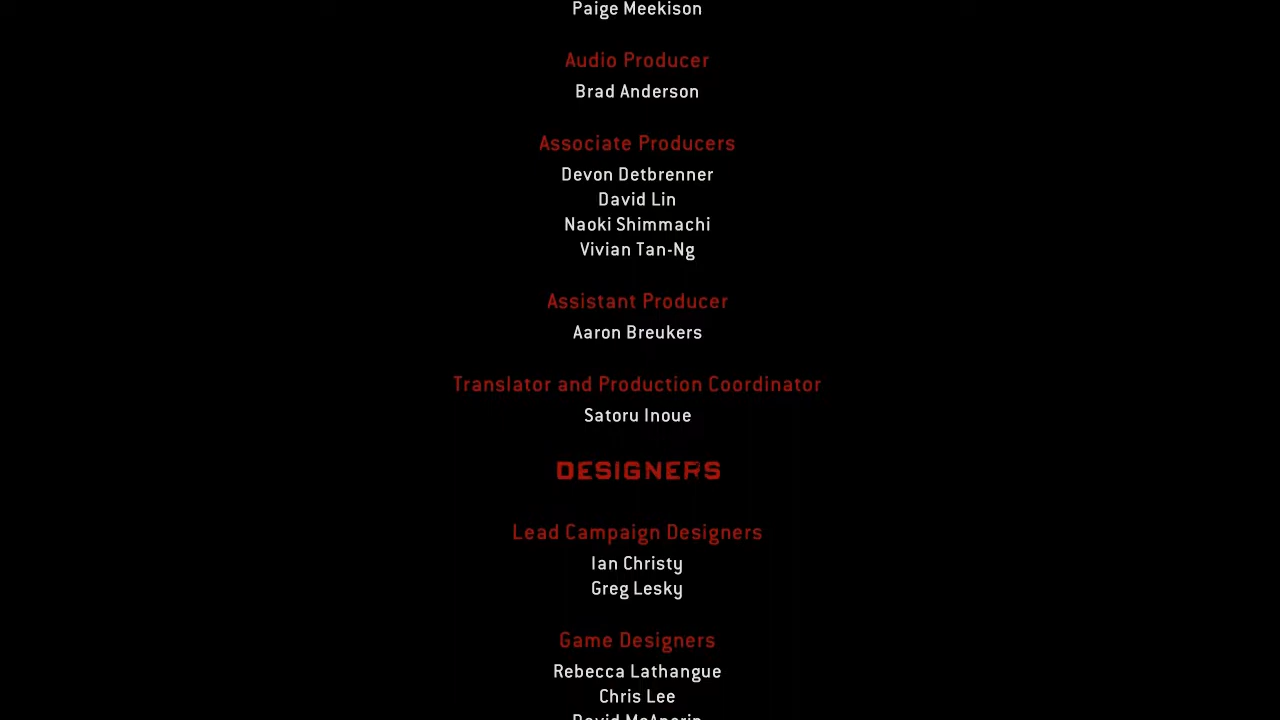 Paige Meekison
Audio Producer
Brad Anderson
Associate Producers
Devon Detbrenner
David Lin
Naoki Shimmachi
Vivian Tan-Ng
Assistant Producer
Aaron Breukers
Translator and Production Coordinator
Satoru Inoue
DESIGNERS
Lead Campaign Designers
Ian Christy
Greg Lesky
Game Designers
Rebecca Lathangue
Chris Lee
David